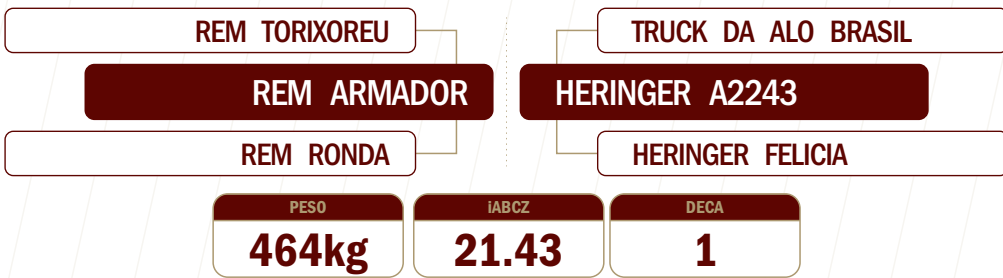 REM TORIXOREU
TRUCK DA ALO BRASIL
REM ARMADOR
HERINGER A2243
REM RONDA
HERINGER FELICIA
PESO
iABCZ
DECA
464kg
21.43
1